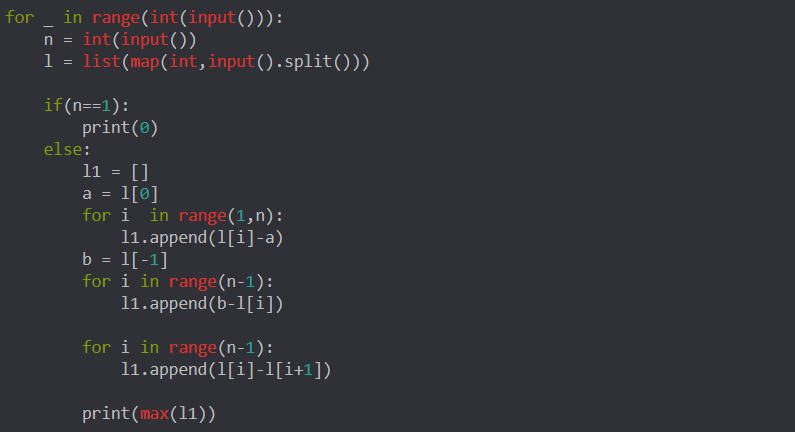 for _ in range(int(input())):
    n = int(input())
    l = list(map(int,input().split()))

    if(n==1):
        print(0)
    else:
        l1 = []
        a = l[0]
        for i  in range(1,n):
            l1.append(l[i]-a)
        b = l[-1]
        for i in range(n-1):
            l1.append(b-l[i])

        for i in range(n-1):
            l1.append(l[i]-l[i+1])

        print(max(l1))